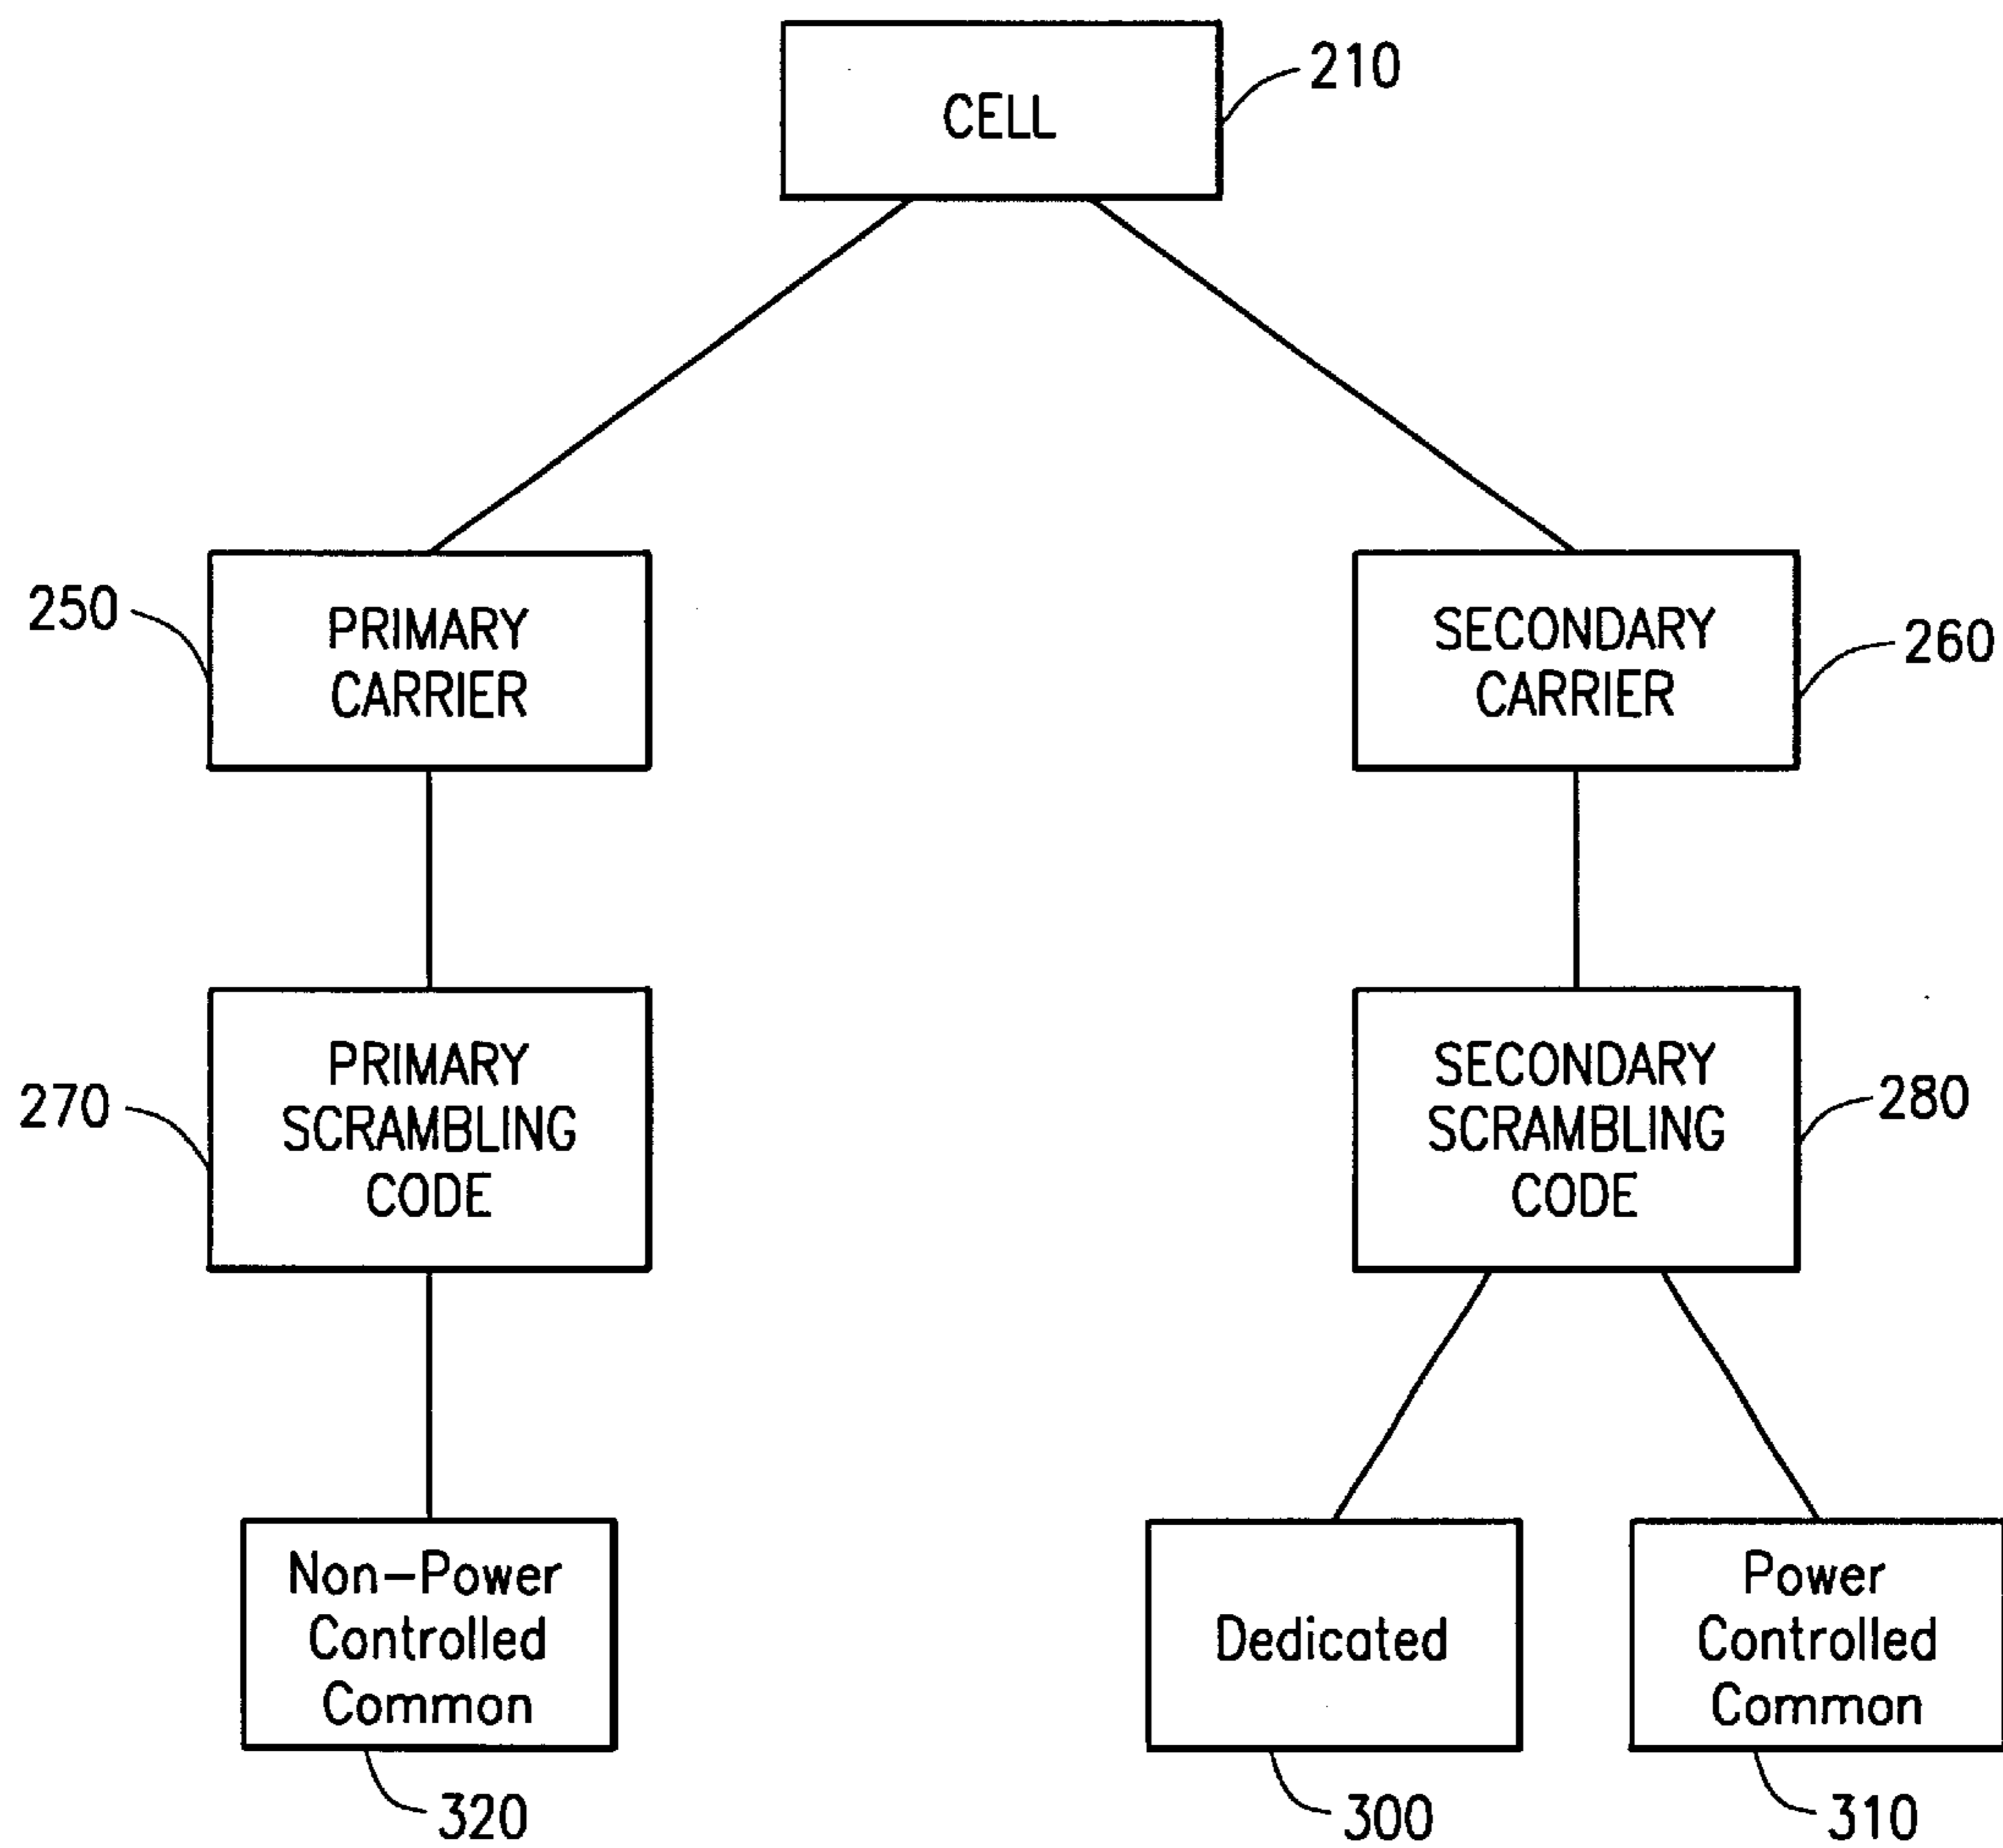 CELL
210
250
PRIMARY
CARRIER
SECONDARY
CARRIER
260
270
PRIMARY
SCRAMBLING
CODE
SECONDARY
SCRAMBLING
CODE
280
Non-Power
Controlled
Common
Dedicated
Power
Controlled
Common
320
300
310